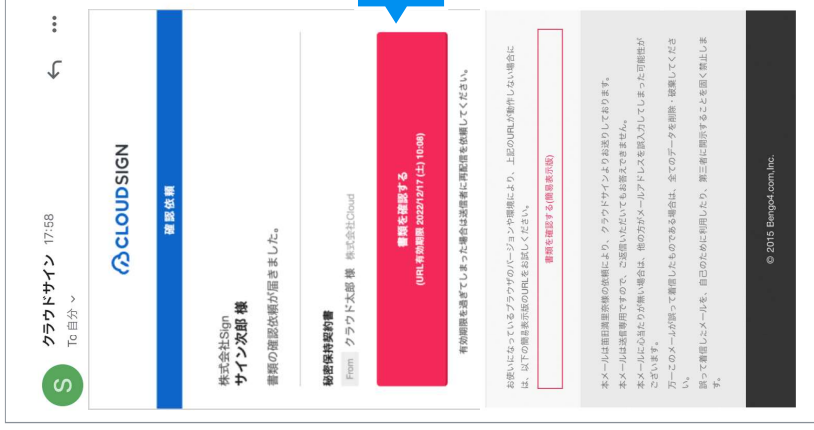 S
クラウドサイン 17:58
To 自分
CLOUDSIGN
確認依頼
株式会社Sign
サイン次郎 様
書類の確認依頼が届きました。
秘密保持契約書
From クラウド太郎 様 株式会社Cloud
書類を確認する
(URL有効期限 2022/12/17 (土) 10:08)
有効期限を過ぎてしまった場合は送信者に再配信を依頼してください。
お使いになっているブラウザのバージョンや環境により、上記のURLが動作しない場合に
は、以下の簡易表示版のURLをお試しください。
書類を確認する(簡易表示版)
本メールは笛田満里奈様の依頼により、クラウドサインよりお送りしております。
本メールは送信専用ですので、ご返信いただいてもお答えできません。
本メールに心当たりが無い場合は、他の方がメールアドレスを誤入力してしまった可能性が
ございます。
万一このメールが誤って着信したものである場合は、全てのデータを削除・破棄してくださ
い。
誤って着信したメールを、自己のために利用したり、第三者に開示することを固く禁止しま
す。
© 2015 Bengo4.com,Inc.